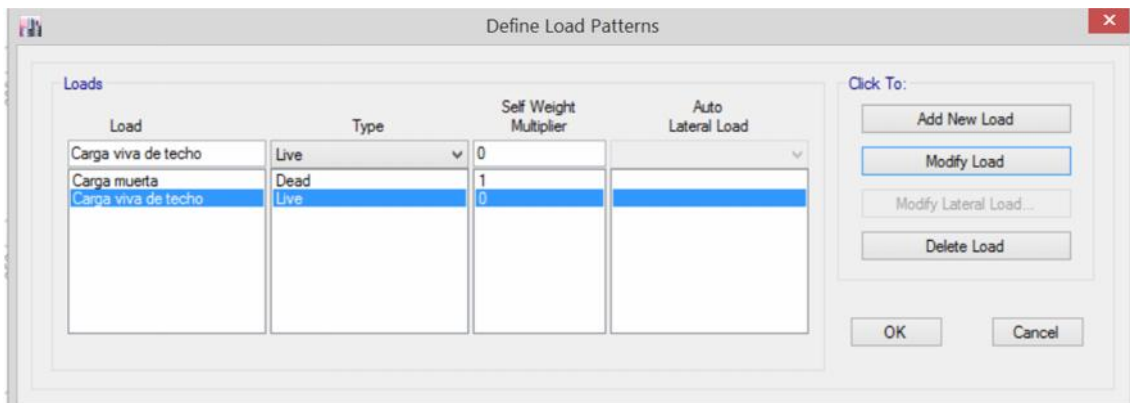 Define Load Patterns
Loads
Click To:
Load Type Self Weight Multiplier Auto Lateral Load
Carga viva de techo Live 0
Carga muerta Dead 1
Carga viva de techo Live 0
Add New Load
Modify Load
Modify Lateral Load...
Delete Load
OK Cancel